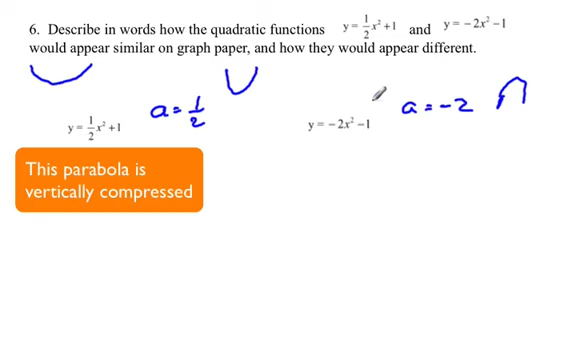 6. Describe in words how the quadratic functions y = 1/2 x² + 1 and y = − 2x² − 1
would appear similar on graph paper, and how they would appear different.
a = 1/2
a = -2
y = 1/2 x² + 1
y = − 2x² − 1
This parabola is
vertically compressed